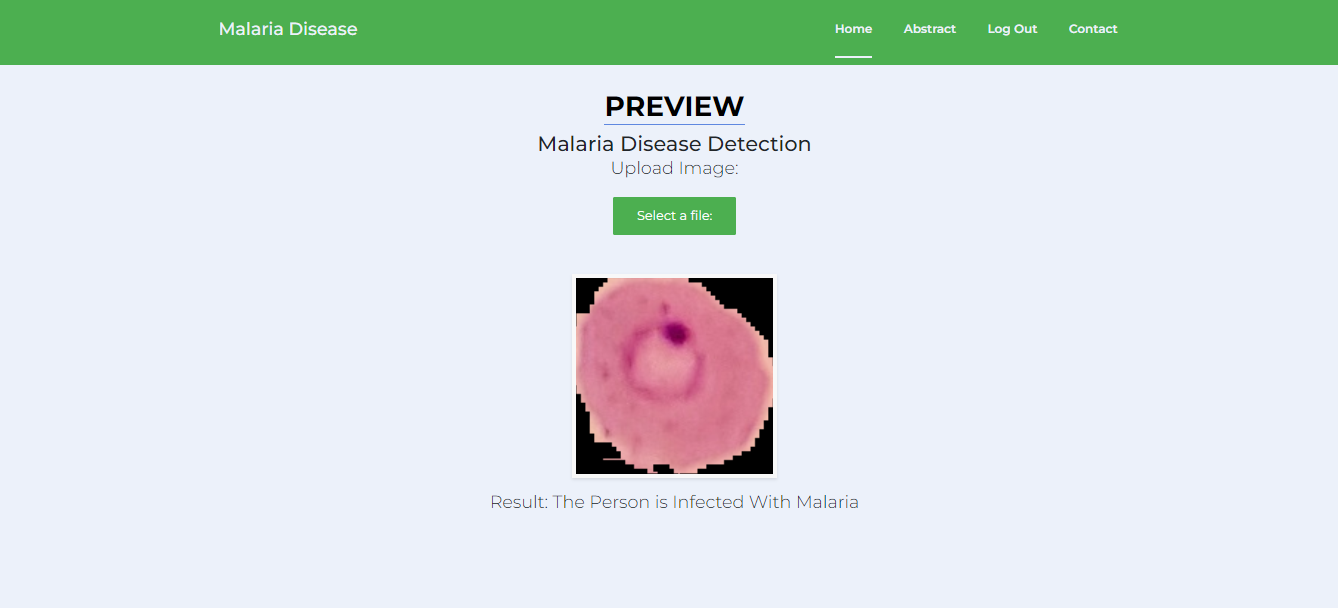 Malaria Disease
Home Abstract Log Out Contact
PREVIEW
Malaria Disease Detection
Upload Image:
Select a file:
Result: The Person is Infected With Malaria